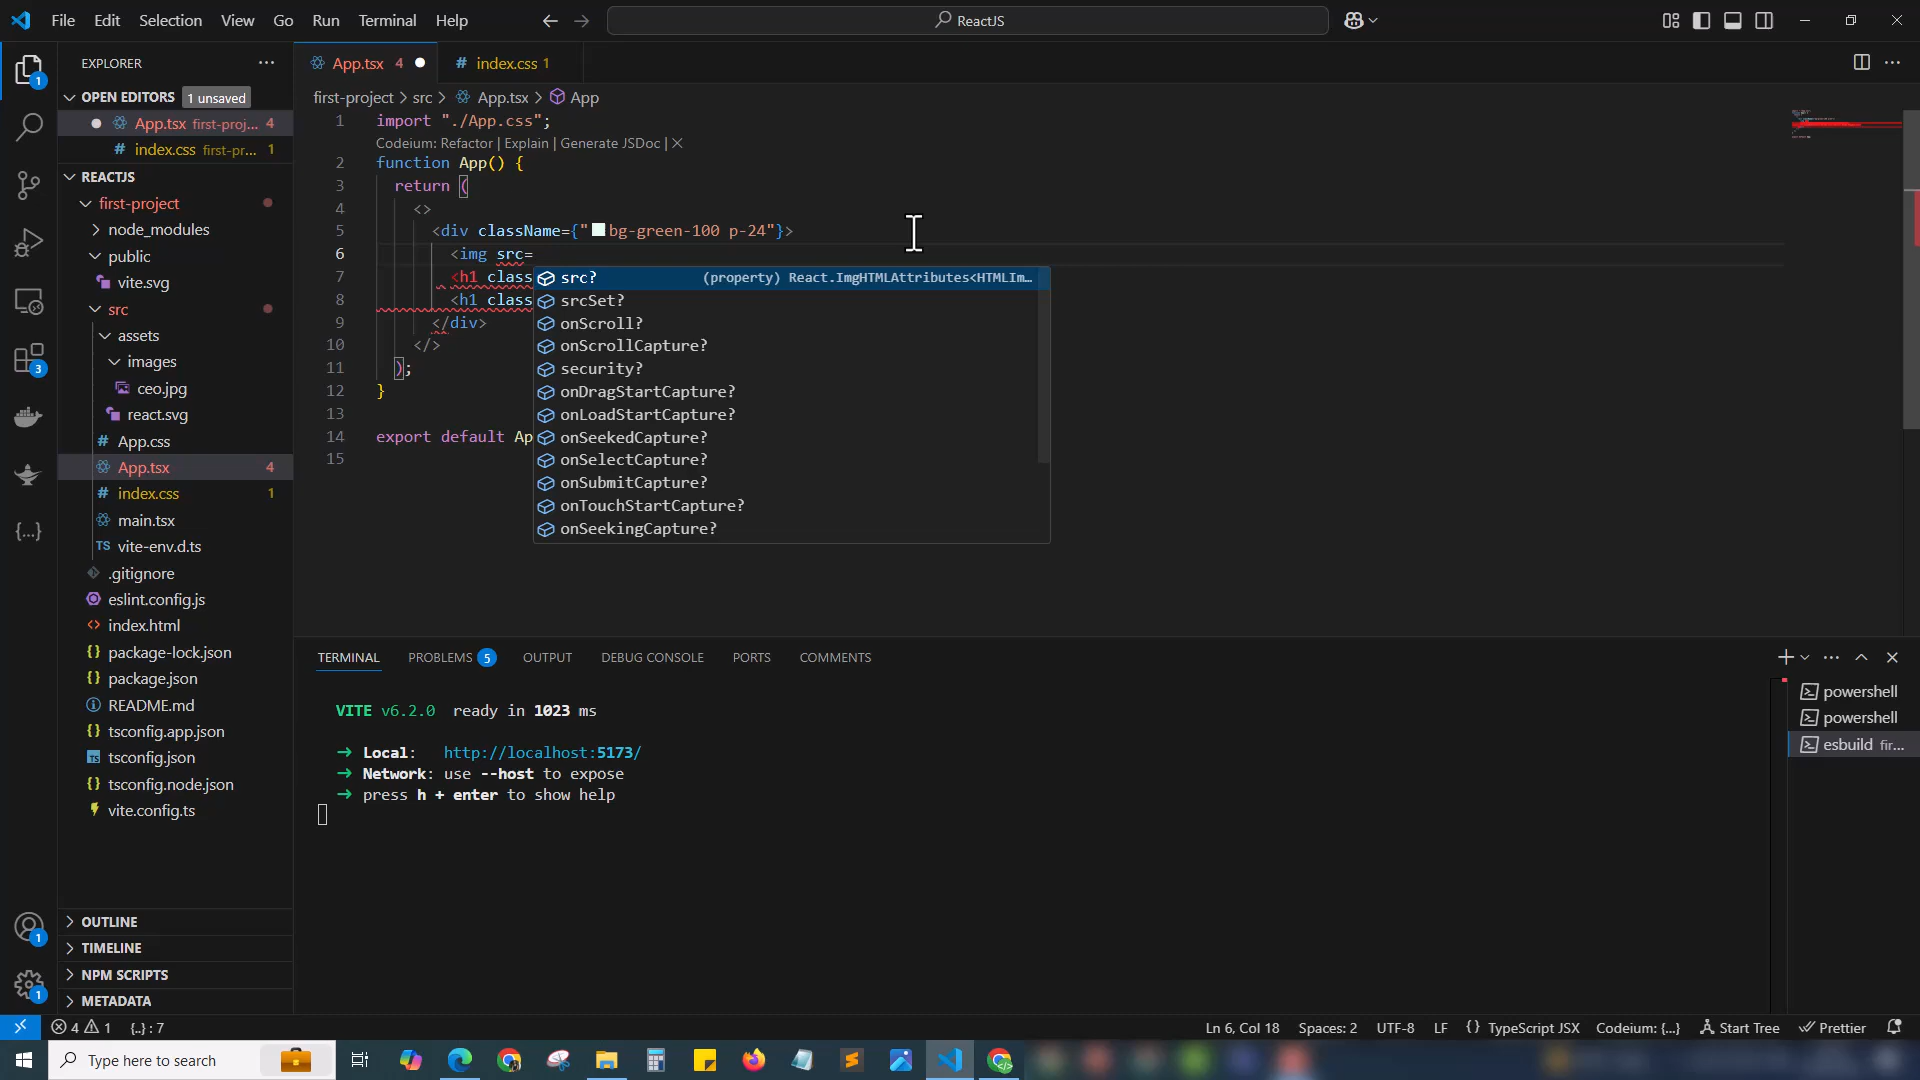 File Edit Selection View Go Run Terminal Help
ReactJS
EXPLORER
OPEN EDITORS 1 unsaved
App.tsx first-proj... 4
index.css first-pr... 1
REACTJS
first-project
node_modules
public
vite.svg
src
assets
images
ceo.jpg
react.svg
App.css
App.tsx 4
index.css 1
main.tsx
TS vite-env.d.ts
.gitignore
eslint.config.js
index.html
package-lock.json
package.json
README.md
tsconfig.app.json
tsconfig.json
tsconfig.node.json
vite.config.ts
OUTLINE
TIMELINE
NPM SCRIPTS
METADATA
App.tsx 4
# index.css 1
first-project > src > App.tsx > App
1 import "./App.css";
Codeium: Refactor | Explain | Generate JSDoc | X
2 function App() {
3 return (
4 <>
5 <div className={"bg-green-100 p-24"}>
6 <img src=
7 <h1 class
8 <h1 class
9 </div>
10 </>
11 );
12 }
13
14 export default Ap
15
src? (property) React.ImgHTMLAttributes<HTMLIm…
srcSet?
onScroll?
onScrollCapture?
security?
onDragStartCapture?
onLoadStartCapture?
onSeekedCapture?
onSelectCapture?
onSubmitCapture?
onTouchStartCapture?
onSeekingCapture?
TERMINAL PROBLEMS 5 OUTPUT DEBUG CONSOLE PORTS COMMENTS
VITE v6.2.0 ready in 1023 ms
➜ Local: http://localhost:5173/
➜ Network: use --host to expose
➜ press h + enter to show help
powershell
powershell
esbuild fir...
4 1 {..} : 7
Ln 6, Col 18 Spaces: 2 UTF-8 LF {} TypeScript JSX Codeium: {...} Start Tree Prettier
Type here to search